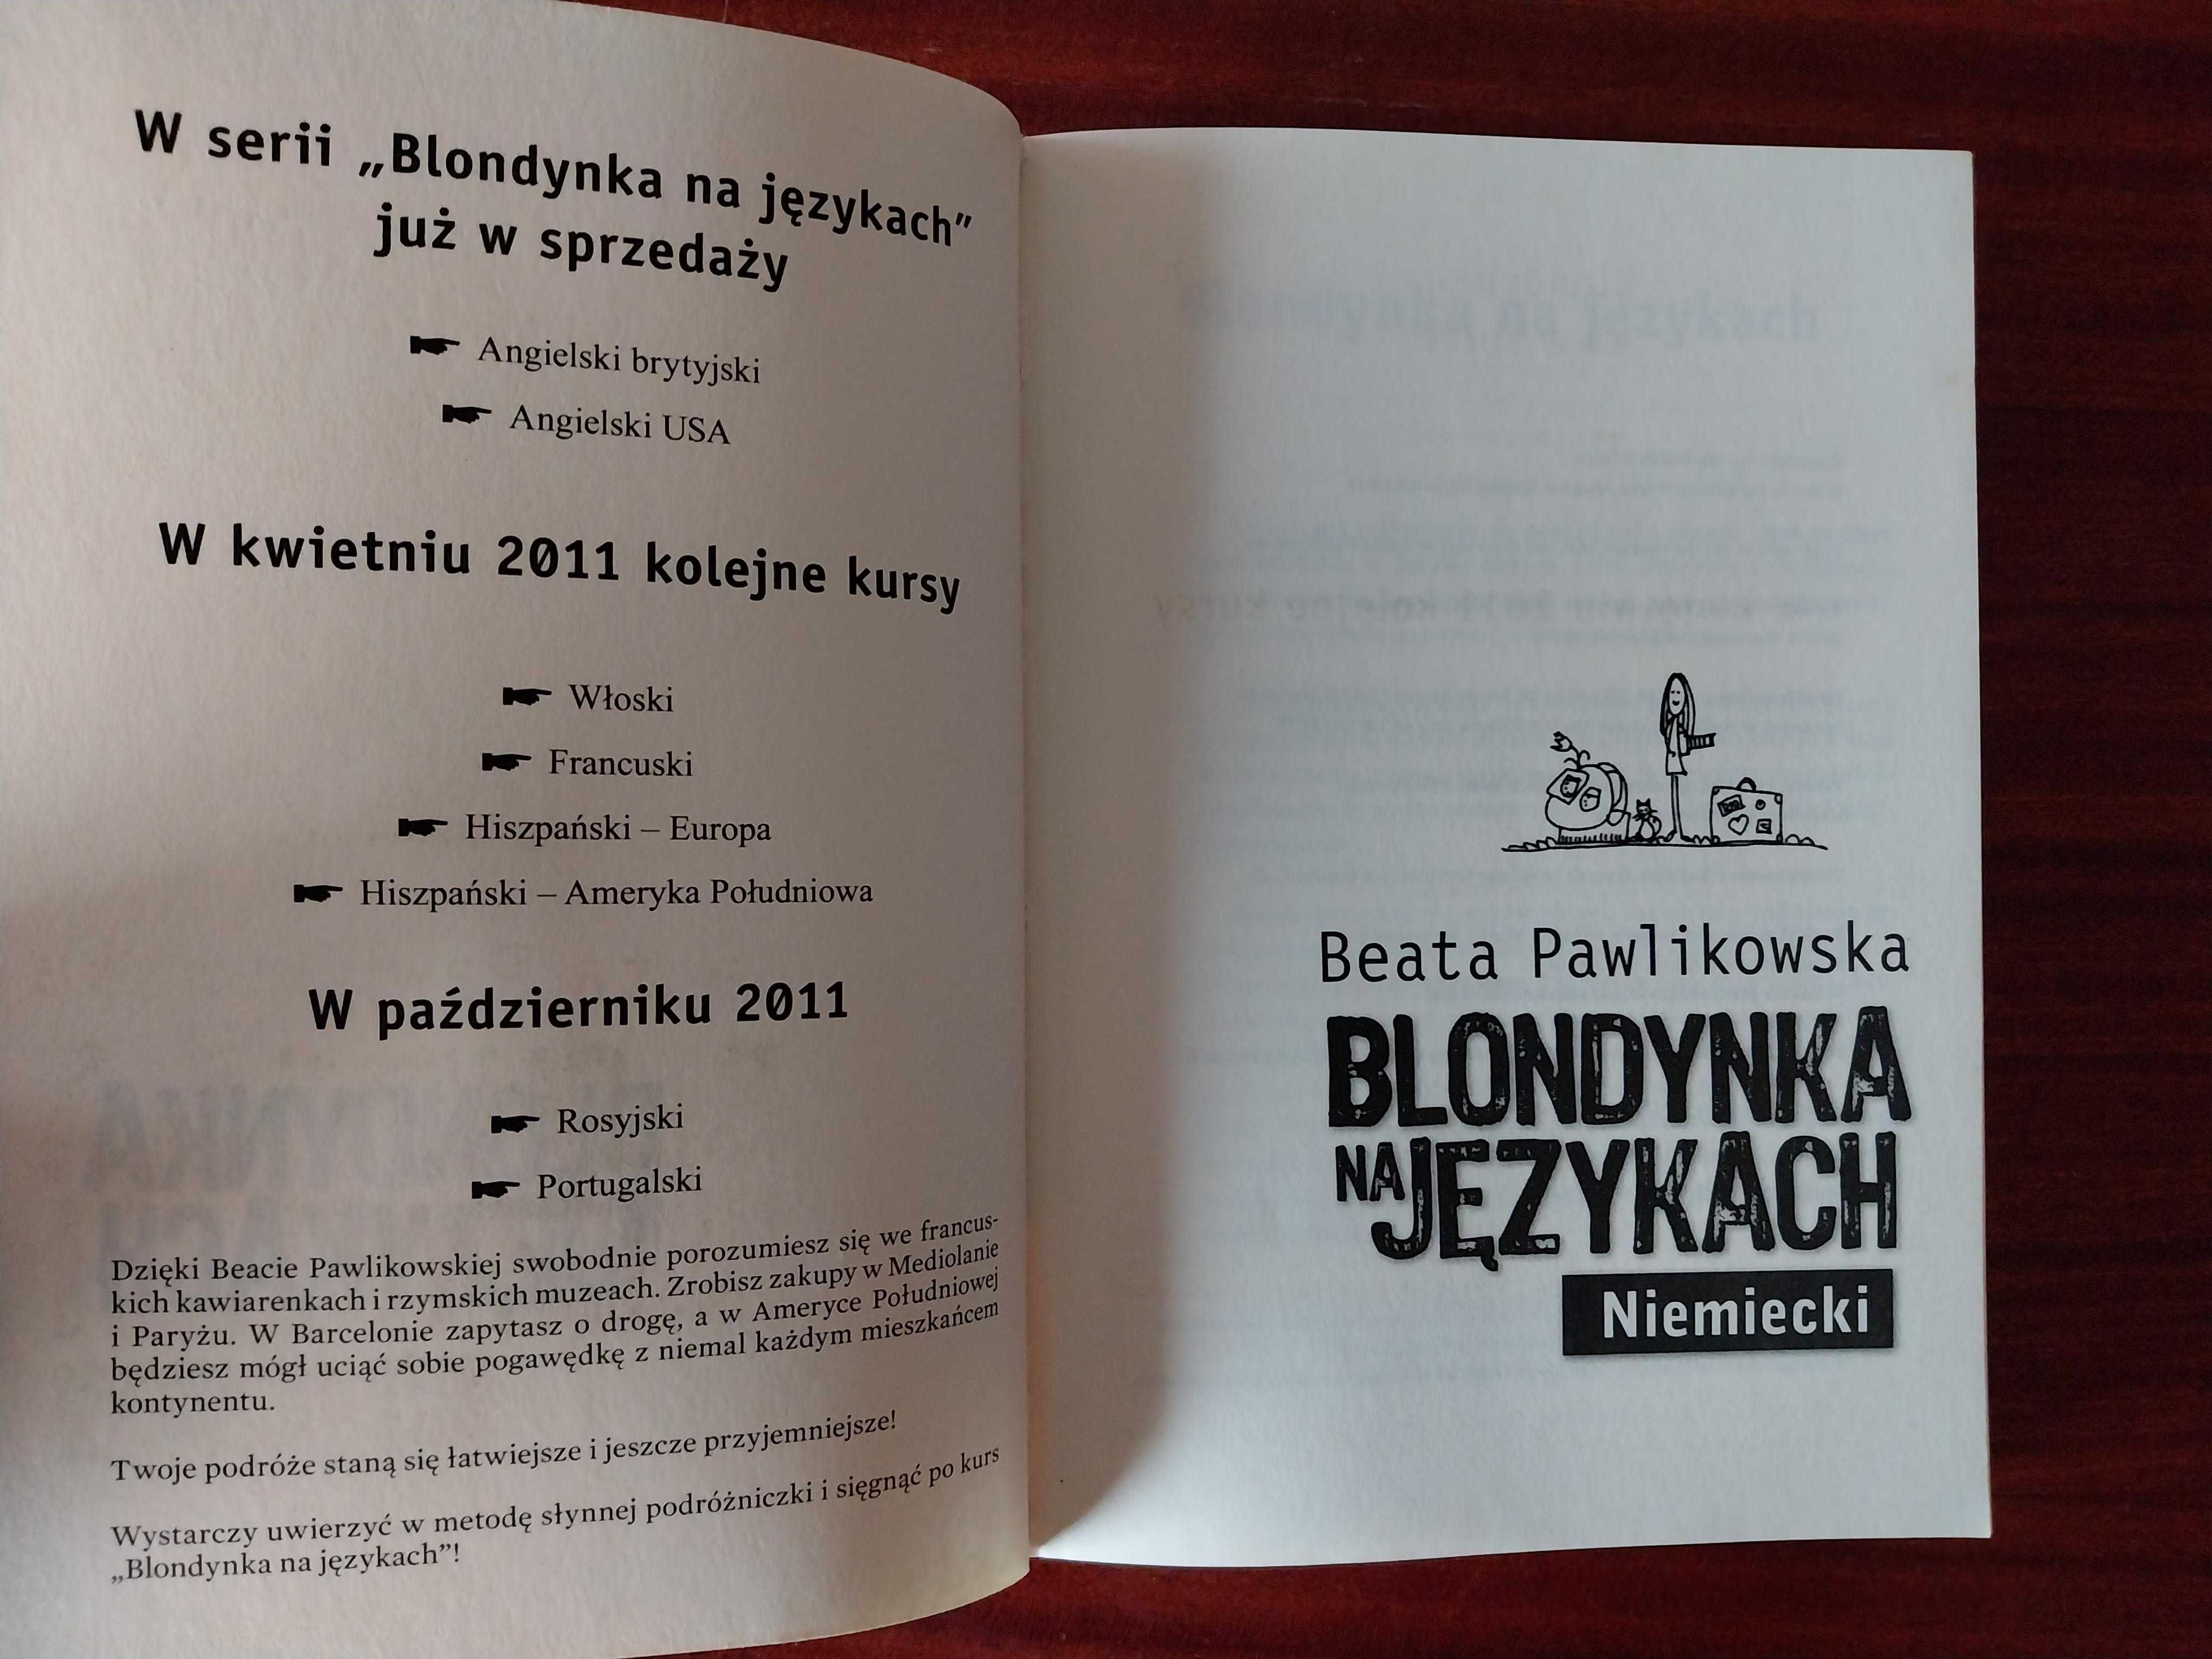 W serii „Blondynka na językach”
już w sprzedaży
Angielski brytyjski
Angielski USA
W kwietniu 2011 kolejne kursy
Włoski
Francuski
Hiszpański – Europa
Hiszpański – Ameryka Południowa
W październiku 2011
Rosyjski
Portugalski
Dzięki Beacie Pawlikowskiej swobodnie porozumiesz się we francus-
kich kawiarenkach i rzymskich muzeach. Zrobisz zakupy w Mediolanie
i Paryżu. W Barcelonie zapytasz o drogę, a w Ameryce Południowej
będziesz mógł uciąć sobie pogawędkę z niemal każdym mieszkańcem
kontynentu.
Twoje podróże staną się łatwiejsze i jeszcze przyjemniejsze!
Wystarczy uwierzyć w metodę słynnej podróżniczki i sięgnąć po kurs
„Blondynka na językach”!
Beata Pawlikowska
BLONDYNKA
NA JĘZYKACH
Niemiecki